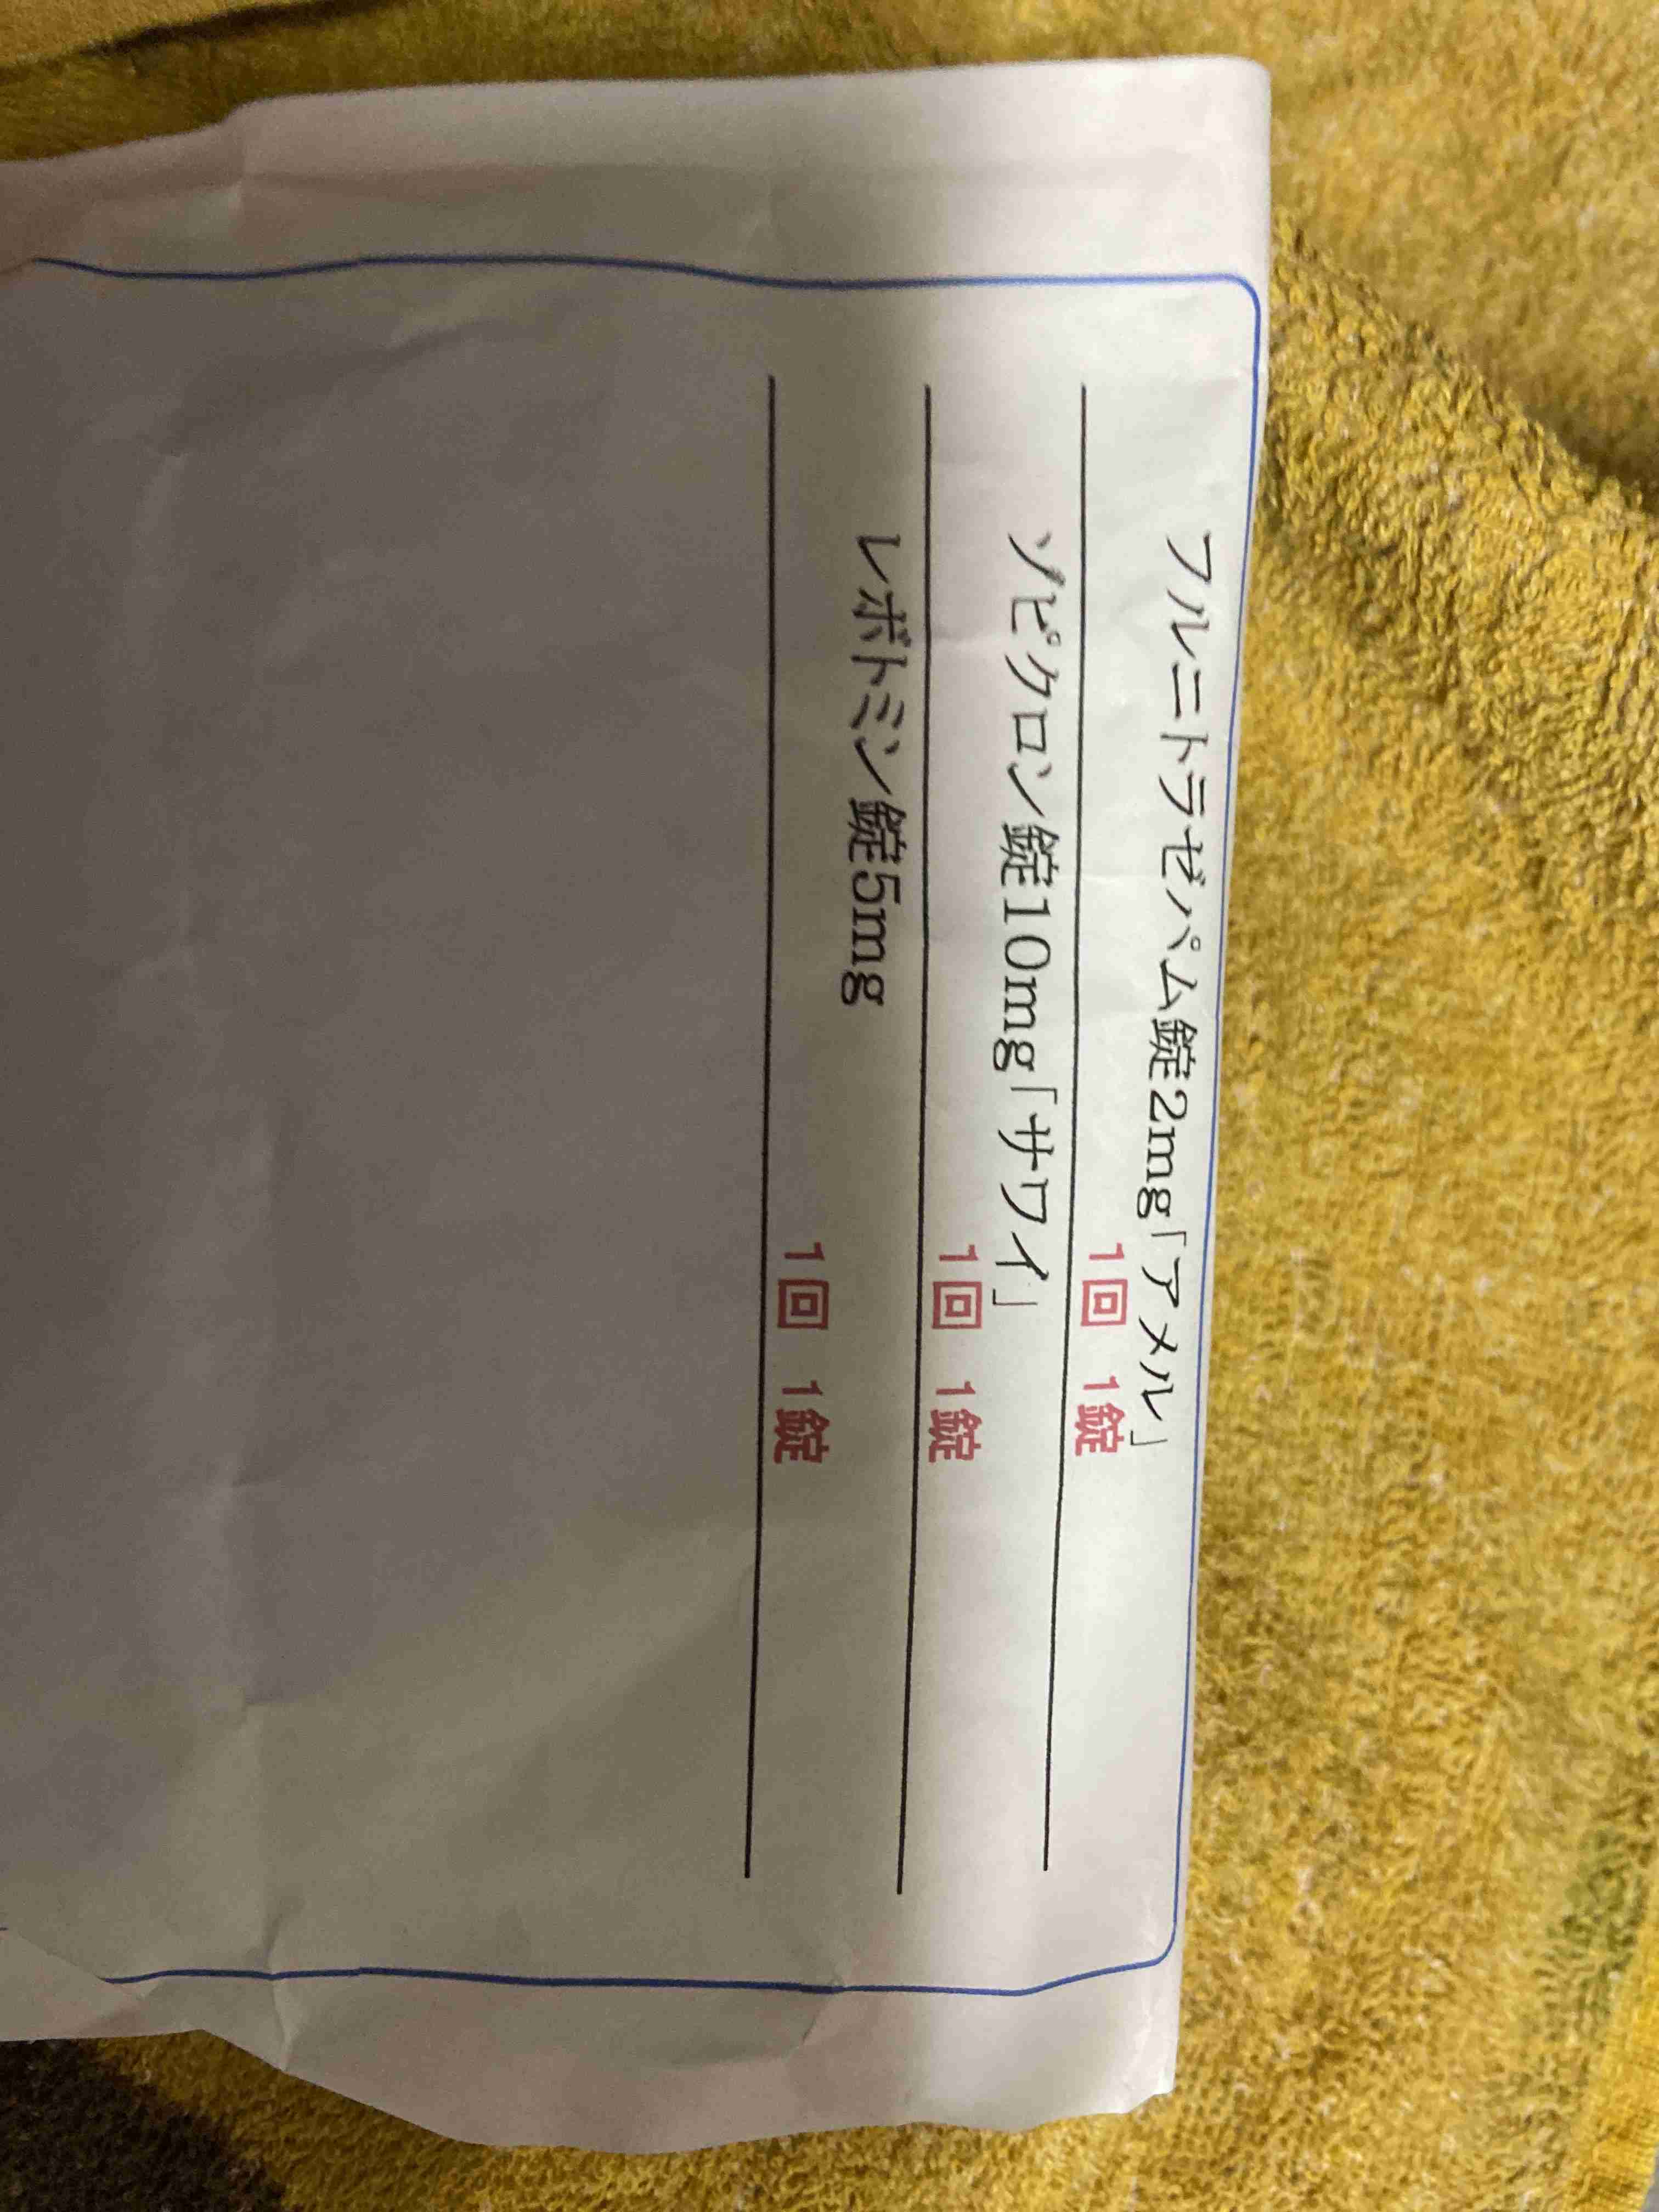 フルニトラゼパム錠2mg「アメル」
1回 1錠
ゾピクロン錠10mg「サワイ」
1回 1錠
レボトミン錠5mg
1回 1錠